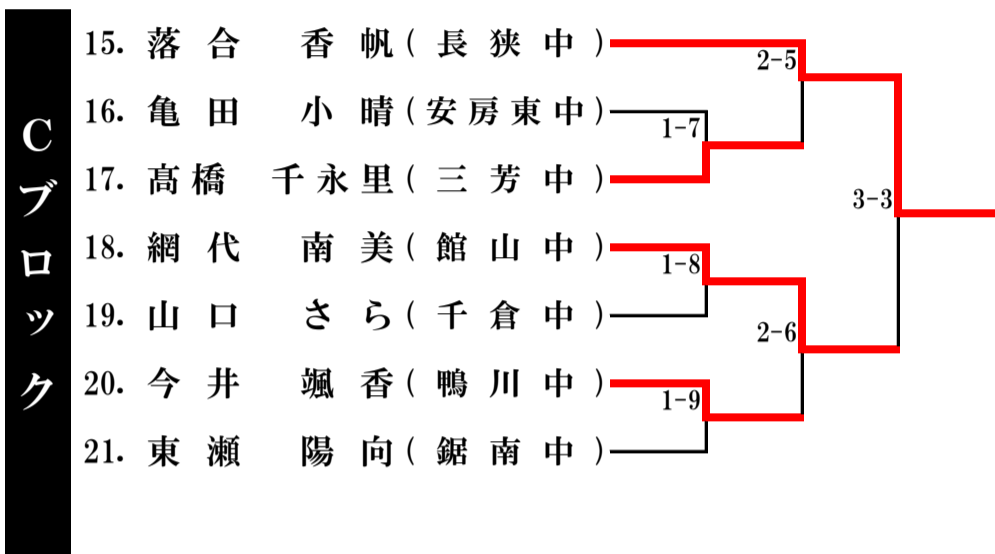 Cブロック
15. 落合 香帆(長狭中)
16. 亀田 小晴(安房東中)
17. 髙橋 千永里(三芳中)
18. 網代 南美(館山中)
19. 山口 さら(千倉中)
20. 今井 颯香(鴨川中)
21. 東瀬 陽向(鋸南中)
2-5
1-7
3-3
1-8
2-6
1-9